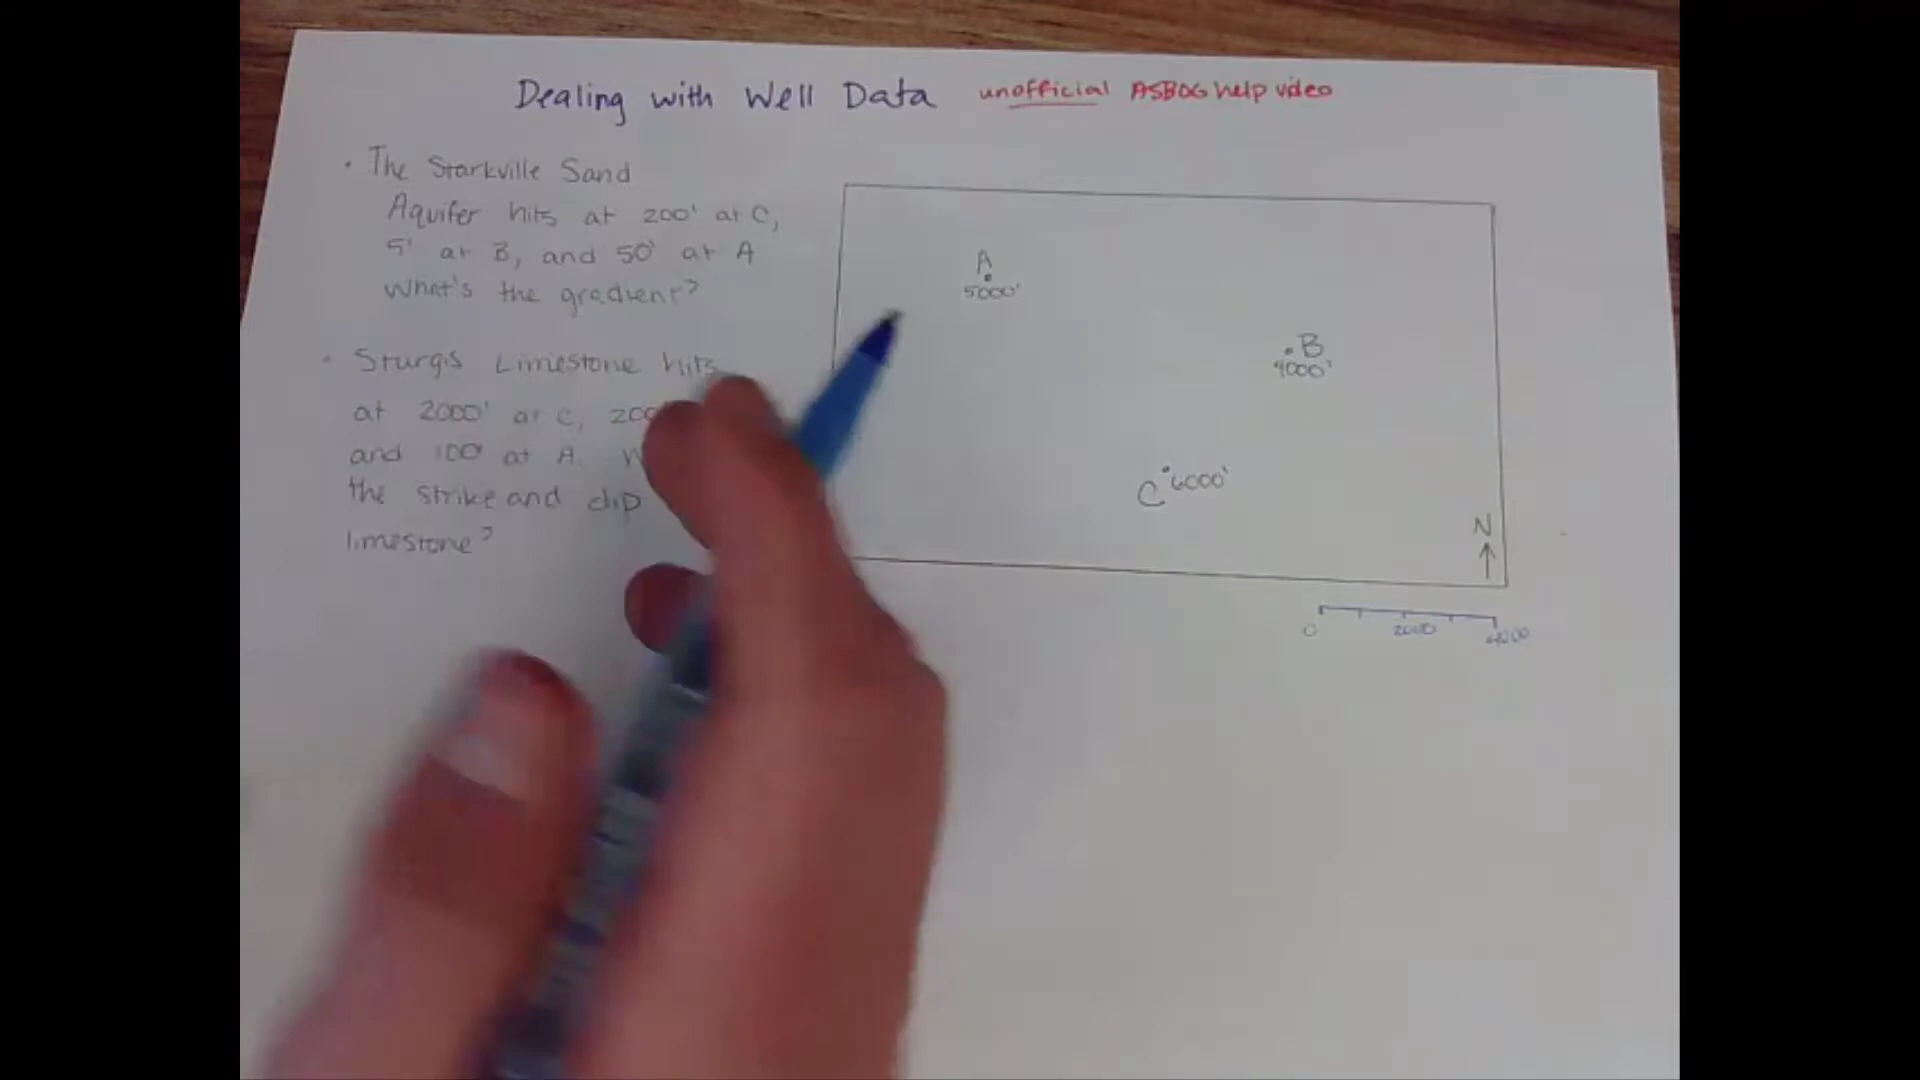 Dealing with Well Data unofficial ASBOG help video
• The Starkville Sand
Aquifer hits at 200' at C,
5' at B, and 50' at A
What's the gradient?
• Sturgis Limestone hits
at 2000' at C,
and 100' at A.
the strike and dip
limestone?
A
5000'
B
4000'
C 6000'
N
0 2000 4000